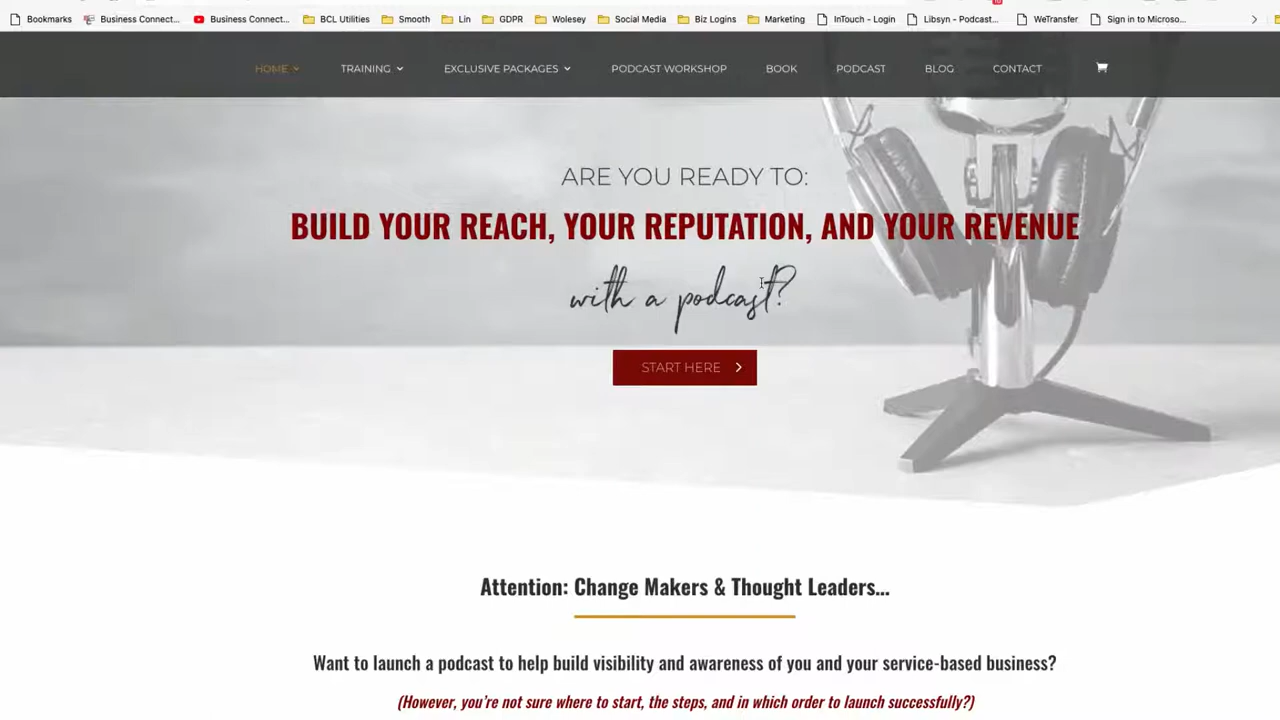 Bookmarks Business Connect... Business Connect... BCL Utilities Smooth Lin GDPR Wolesey Social Media Biz Logins Marketing InTouch - Login Libsyn - Podcast... WeTransfer Sign in to Microso...
HOME TRAINING EXCLUSIVE PACKAGES PODCAST WORKSHOP BOOK PODCAST BLOG CONTACT
ARE YOU READY TO:
BUILD YOUR REACH, YOUR REPUTATION, AND YOUR REVENUE
with a podcast?
START HERE
Attention: Change Makers & Thought Leaders...
Want to launch a podcast to help build visibility and awareness of you and your service-based business?
(However, you're not sure where to start, the steps, and in which order to launch successfully?)